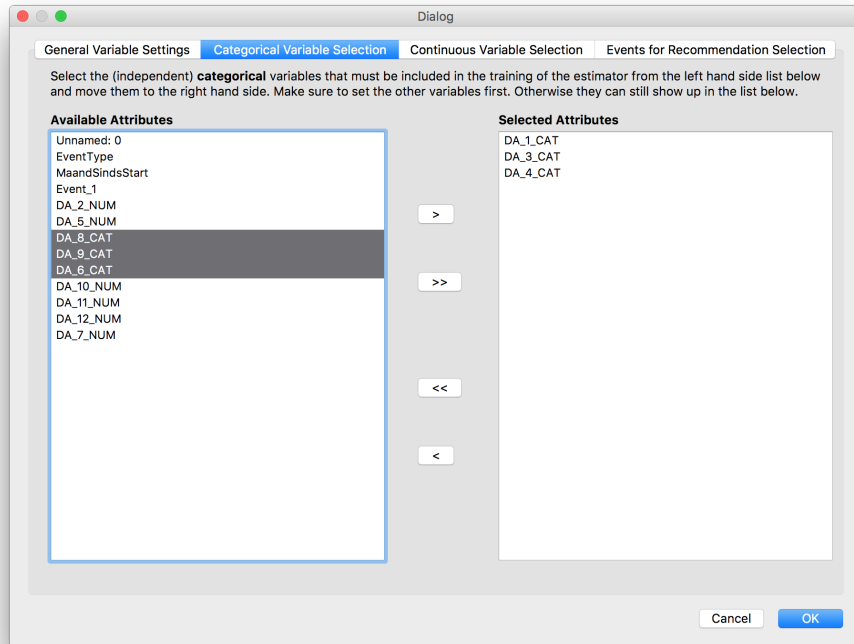 Dialog
General Variable Settings
Categorical Variable Selection
Continuous Variable Selection
Events for Recommendation Selection
Select the (independent) categorical variables that must be included in the training of the estimator from the left hand side list below
and move them to the right hand side. Make sure to set the other variables first. Otherwise they can still show up in the list below.
Available Attributes
Unnamed: 0
EventType
MaandSindsStart
Event_1
DA_2_NUM
DA_5_NUM
DA_8_CAT
DA_9_CAT
DA_6_CAT
DA_10_NUM
DA_11_NUM
DA_12_NUM
DA_7_NUM
>
>>
<<
<
Selected Attributes
DA_1_CAT
DA_3_CAT
DA_4_CAT
Cancel
OK